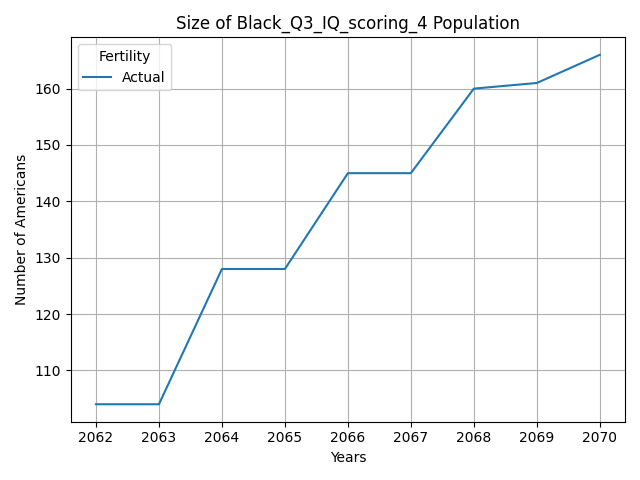 Size of Black_Q3_IQ_scoring_4 Population
Fertility
Actual
Number of Americans
160
150
140
130
120
110
2062 2063 2064 2065 2066 2067 2068 2069 2070
Years